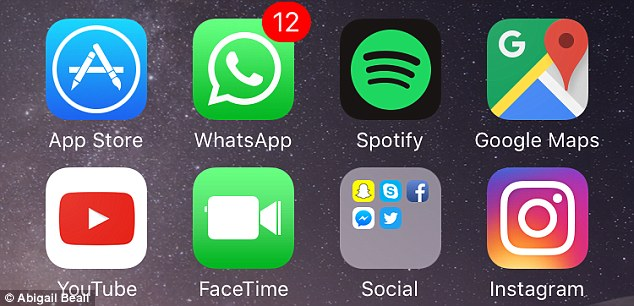 12
App Store
WhatsApp
Spotify
G
Google Maps
YouTube
FaceTime
Social
Instagram
© Abigail Beall